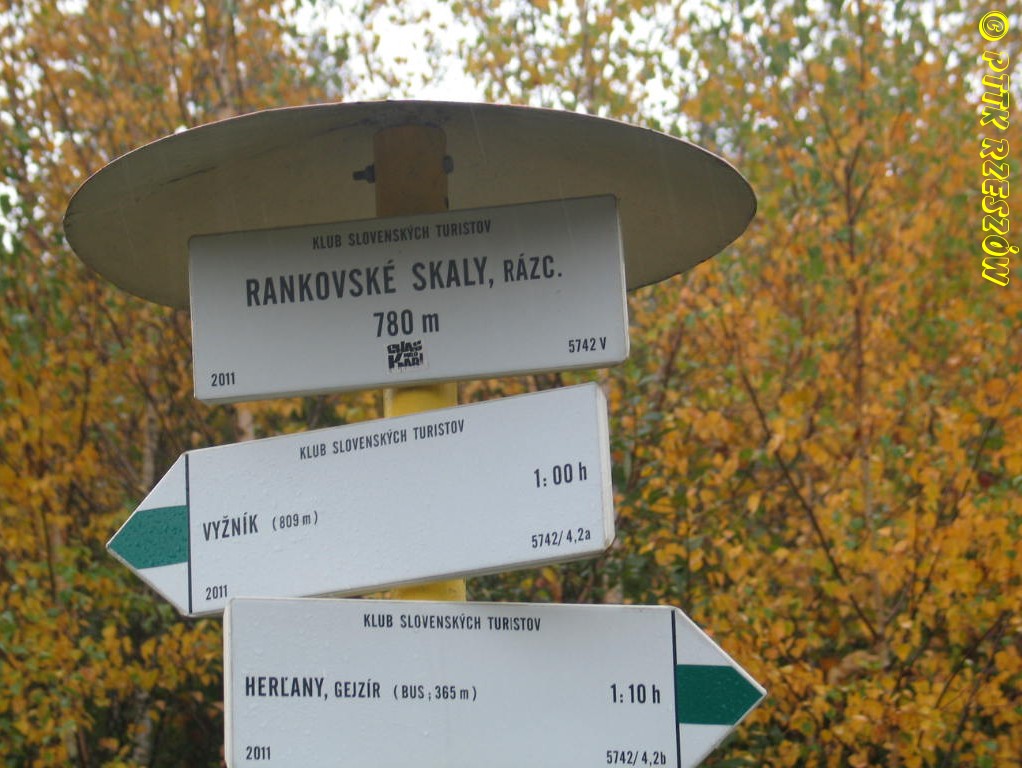 © PTTK RZESZÓW
KLUB SLOVENSKÝCH TURISTOV
RANKOVSKÉ SKALY, RÁZC.
780 m
2011
5742 V
KLUB SLOVENSKÝCH TURISTOV
1:00 h
VYŽNÍK (809 m)
5742/4,2a
2011
KLUB SLOVENSKÝCH TURISTOV
HERĽANY, GEJZÍR (BUS; 365 m) 1:10 h
2011
5742/4,2b